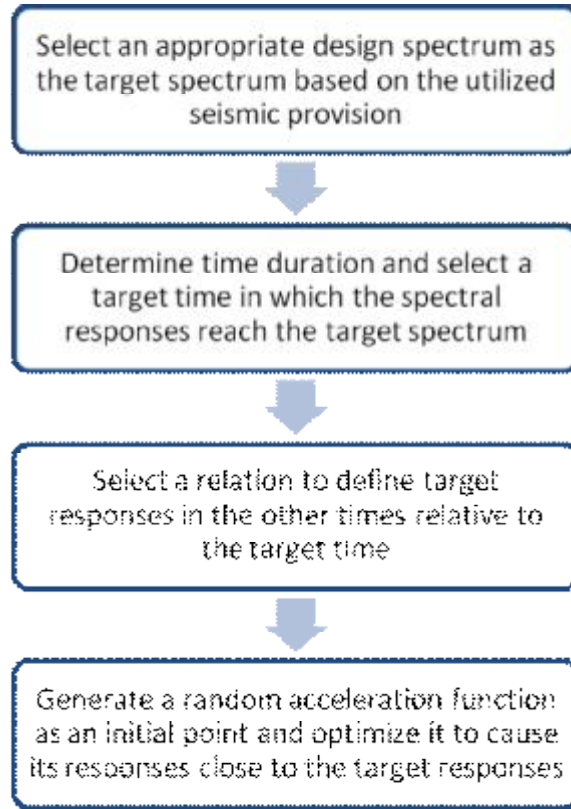 Select an appropriate design spectrum as
the target spectrum based on the utilized
seismic provision
Determine time duration and select a
target time in which the spectral
responses reach the target spectrum
Select a relation to define target
responses in the other times relative to
the target time
Generate a random acceleration function
as an initial point and optimize it to cause
its responses close to the target responses